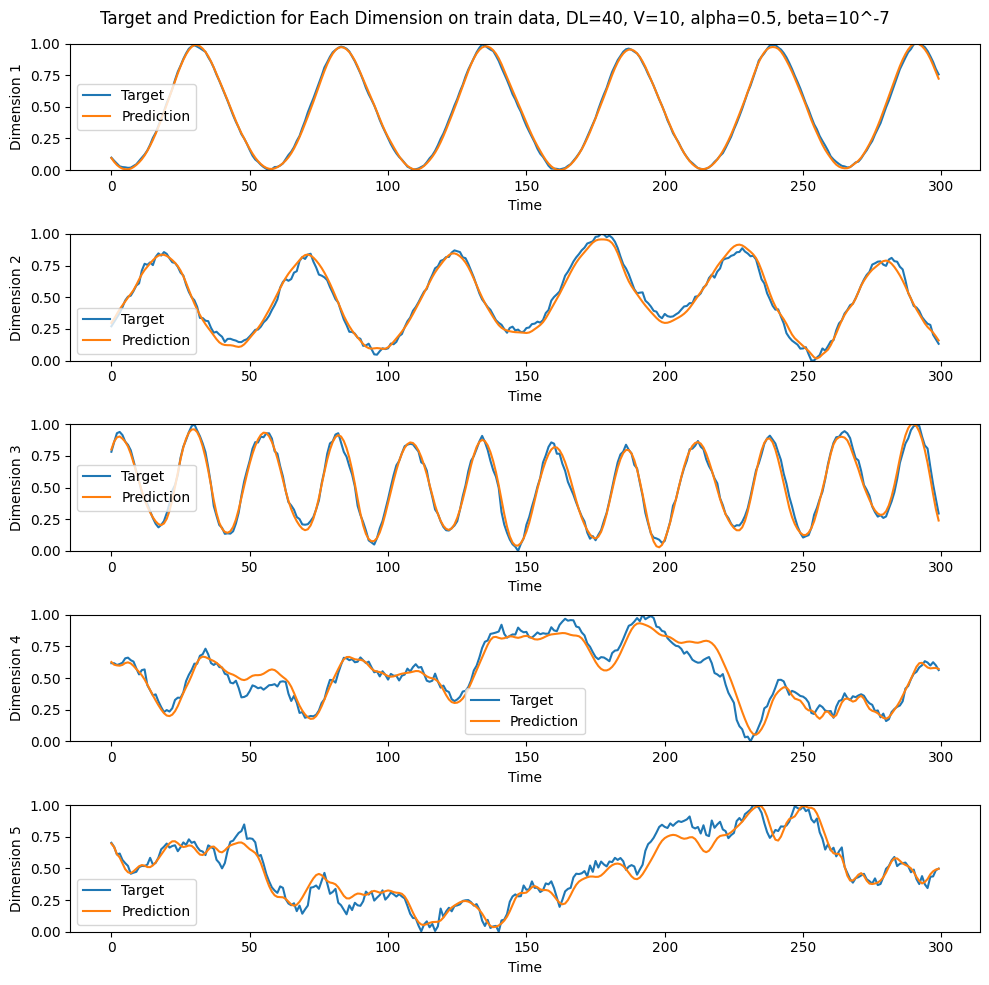 Target and Prediction for Each Dimension on train data, DL=40, V=10, alpha=0.5, beta=10^-7
Dimension 1
1.00
0.75
0.50
0.25
0.00
Target
Prediction
0 50 100 150 200 250 300
Time
Dimension 2
1.00
0.75
0.50
0.25
0.00
Target
Prediction
0 50 100 150 200 250 300
Time
Dimension 3
1.00
0.75
0.50
0.25
0.00
Target
Prediction
0 50 100 150 200 250 300
Time
Dimension 4
1.00
0.75
0.50
0.25
0.00
Target
Prediction
0 50 100 150 200 250 300
Time
Dimension 5
1.00
0.75
0.50
0.25
0.00
Target
Prediction
0 50 100 150 200 250 300
Time